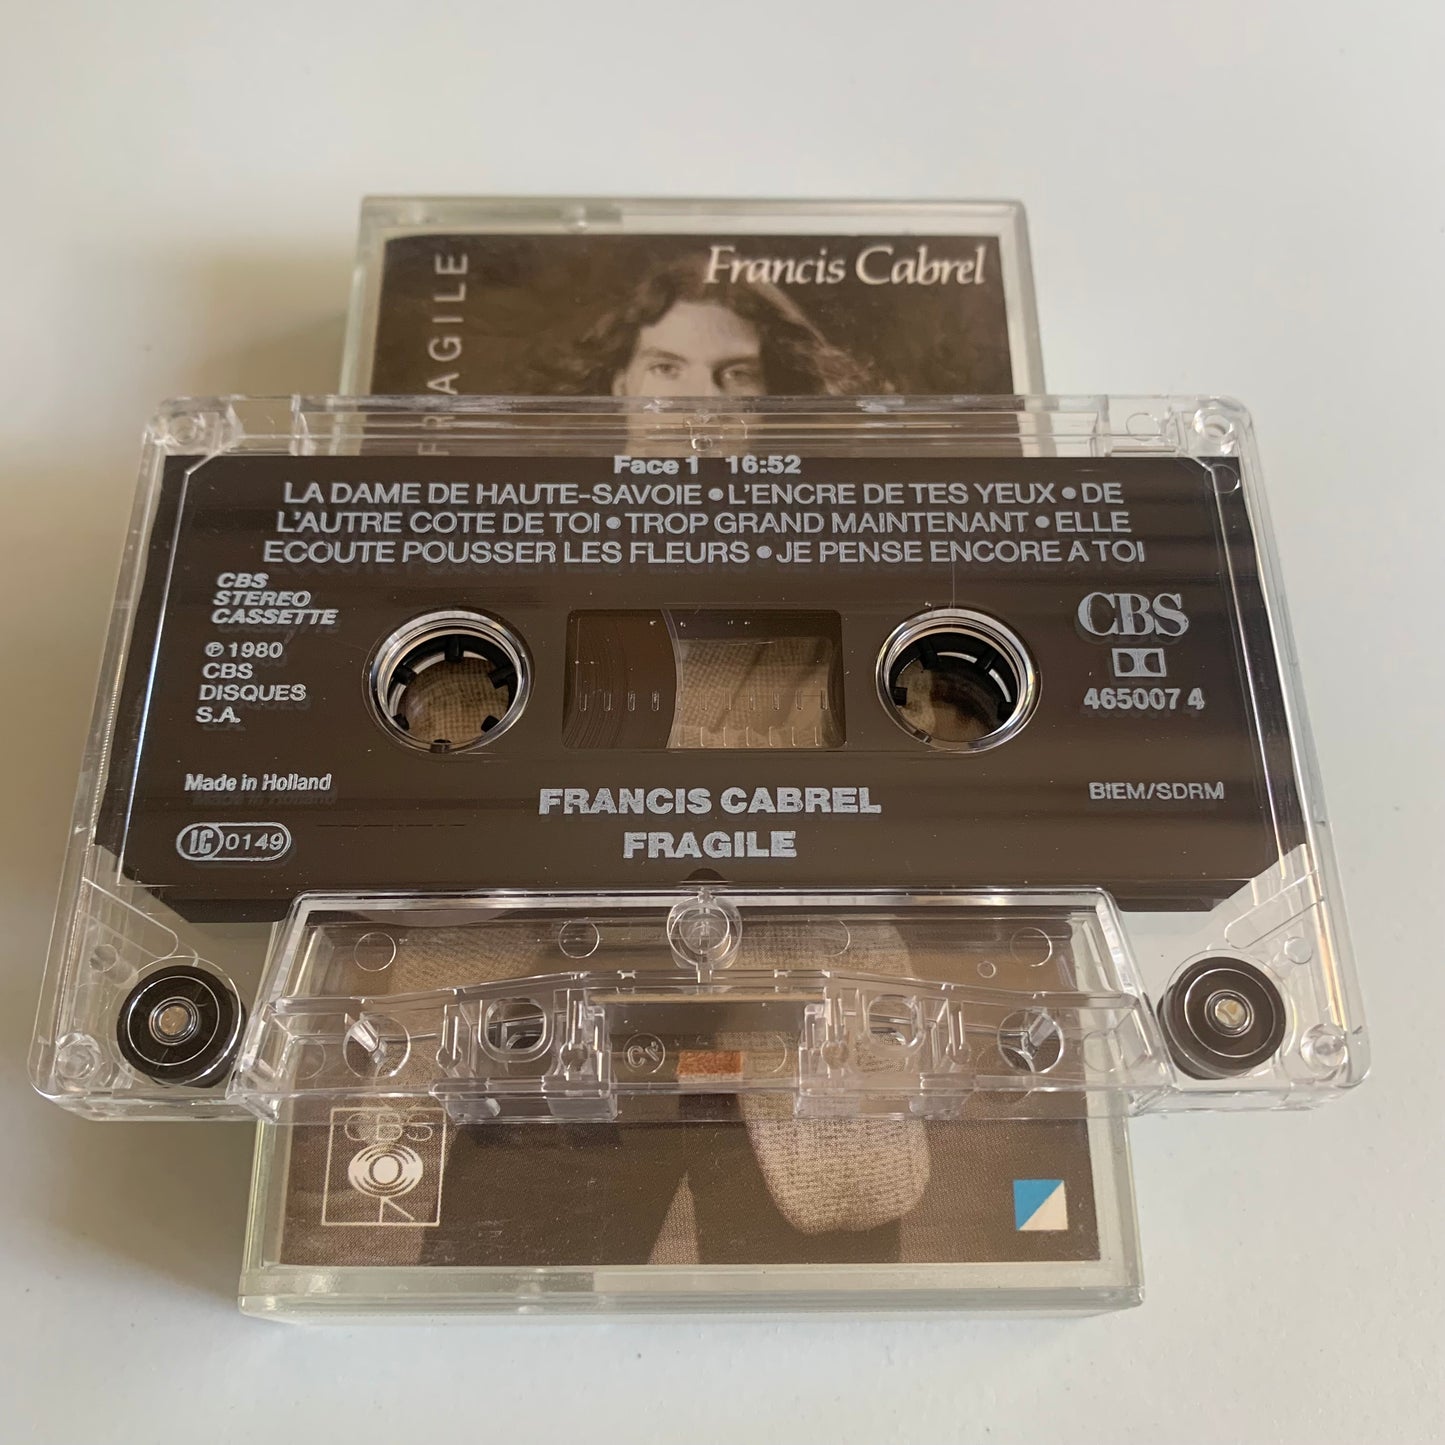 Francis Cabrel
FRAGILE
Face 1 16:52
LA DAME DE HAUTE-SAVOIE • L'ENCRE DE TES YEUX • DE
L'AUTRE COTE DE TOI • TROP GRAND MAINTENANT • ELLE
ECOUTE POUSSER LES FLEURS • JE PENSE ENCORE A TOI
CBS
STEREO
CASSETTE
℗ 1980
CBS
DISQUES
S.A.
CBS
465007 4
Made in Holland
BIEM/SDRM
LC 0149
FRANCIS CABREL
FRAGILE
CBS